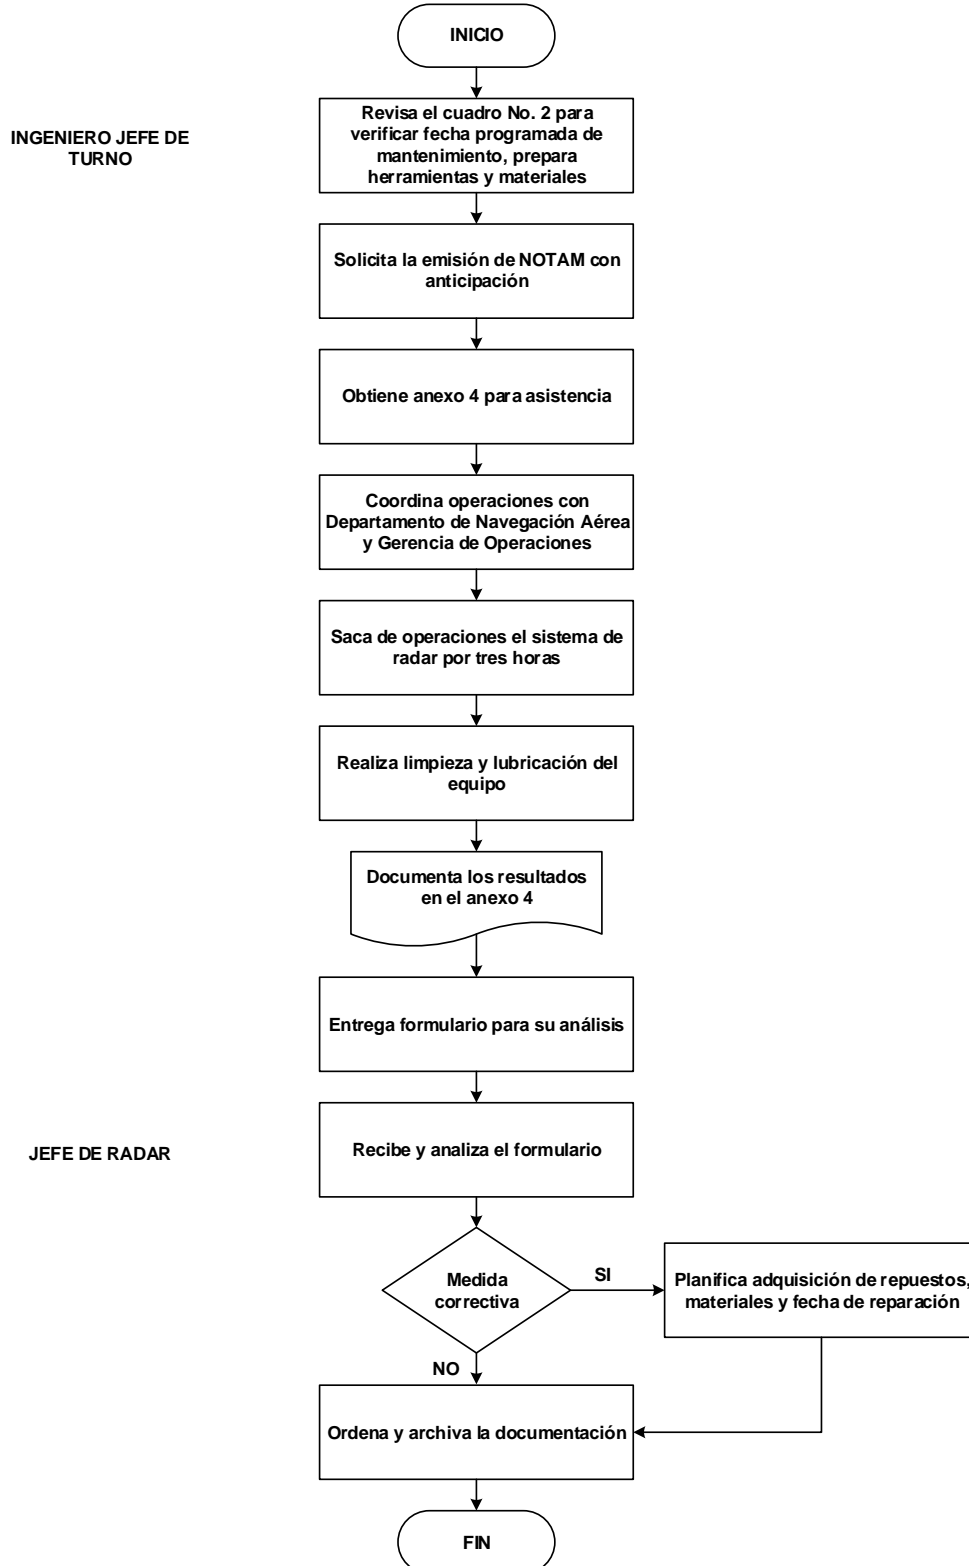 INICIO
INGENIERO JEFE DE
TURNO
Revisa el cuadro No. 2 para
verificar fecha programada de
mantenimiento, prepara
herramientas y materiales
Solicita la emisión de NOTAM con
anticipación
Obtiene anexo 4 para asistencia
Coordina operaciones con
Departamento de Navegación Aérea
y Gerencia de Operaciones
Saca de operaciones el sistema de
radar por tres horas
Realiza limpieza y lubricación del
equipo
Documenta los resultados
en el anexo 4
Entrega formulario para su análisis
JEFE DE RADAR
Recibe y analiza el formulario
Medida
correctiva
SI
Planifica adquisición de repuestos,
materiales y fecha de reparación
NO
Ordena y archiva la documentación
FIN